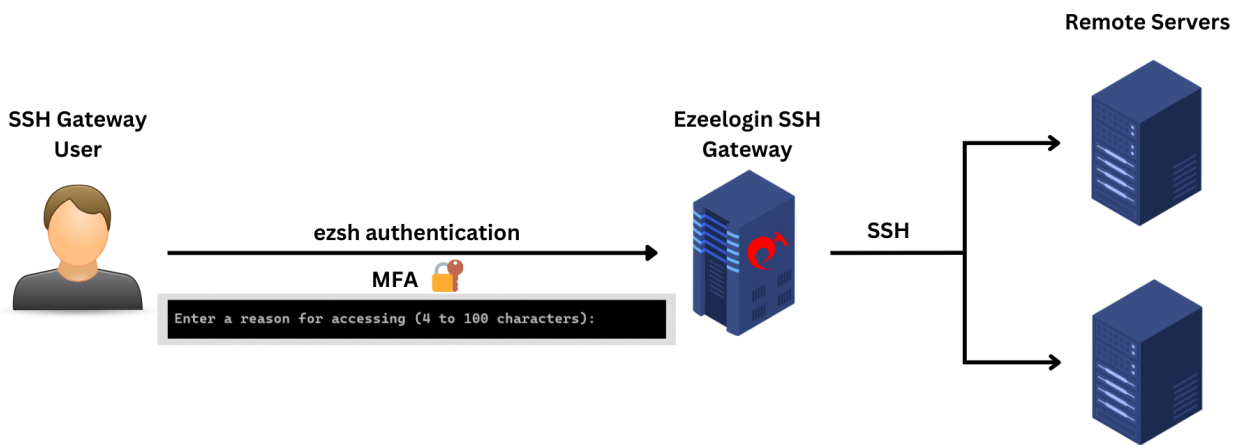 Remote Servers
SSH Gateway
User
Ezeelogin SSH
Gateway
ezsh authentication
SSH
MFA
Enter a reason for accessing (4 to 100 characters):